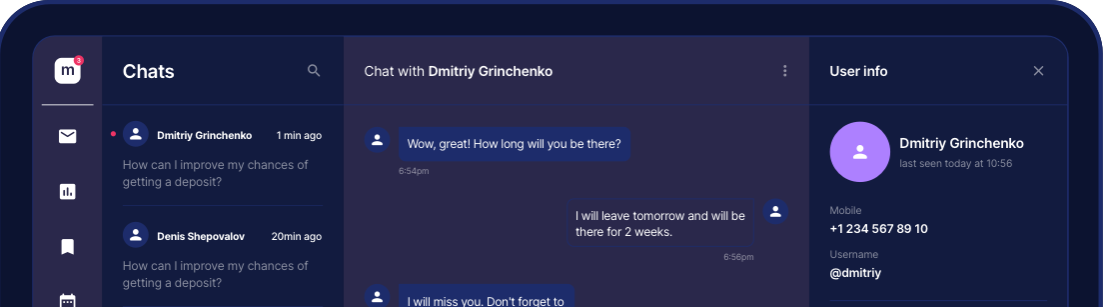 m
3
Chats
Dmitriy Grinchenko
1 min ago
How can I improve my chances of
getting a deposit?
Denis Shepovalov
20min ago
How can I improve my chances of
getting a deposit?
Chat with Dmitriy Grinchenko
Wow, great! How long will you be there?
6:54pm
I will leave tomorrow and will be
there for 2 weeks.
6:56pm
I will miss you. Don't forget to
User info
Dmitriy Grinchenko
last seen today at 10:56
Mobile
+1 234 567 89 10
Username
@dmitriy